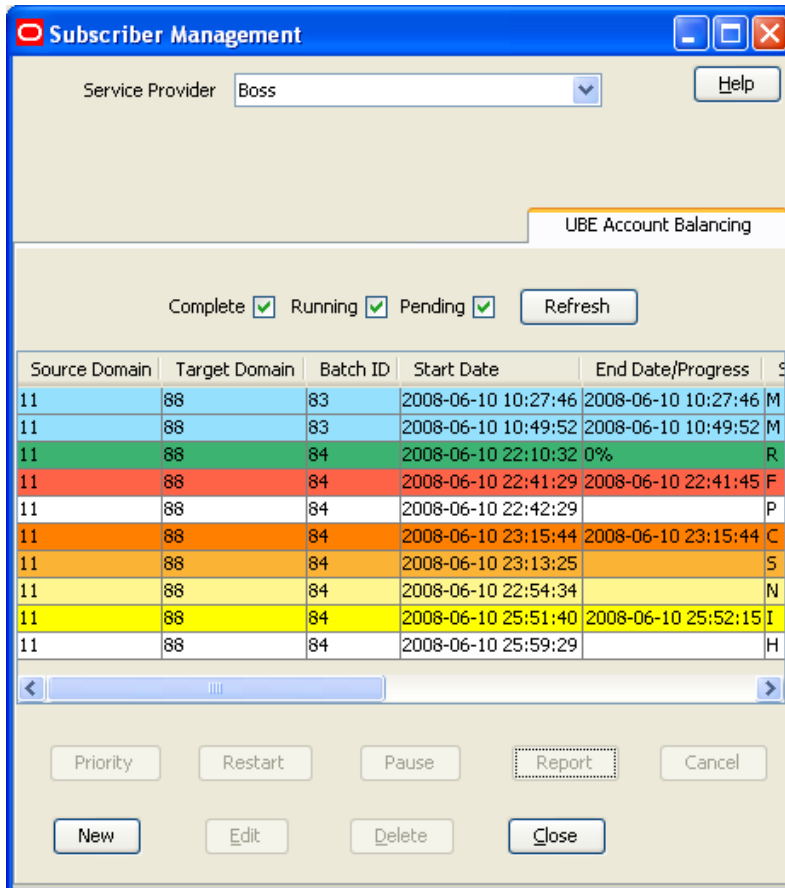 Subscriber Management
Service Provider Boss Help
UBE Account Balancing
Complete Running Pending Refresh
Source Domain Target Domain Batch ID Start Date End Date/Progress S
11 88 83 2008-06-10 10:27:46 2008-06-10 10:27:46 M
11 88 83 2008-06-10 10:49:52 2008-06-10 10:49:52 M
11 88 84 2008-06-10 22:10:32 0% R
11 88 84 2008-06-10 22:41:29 2008-06-10 22:41:45 F
11 88 84 2008-06-10 22:42:29 P
11 88 84 2008-06-10 23:15:44 2008-06-10 23:15:44 C
11 88 84 2008-06-10 23:13:25 S
11 88 84 2008-06-10 22:54:34 N
11 88 84 2008-06-10 25:51:40 2008-06-10 25:52:15 I
11 88 84 2008-06-10 25:59:29 H
Priority Restart Pause Report Cancel
New Edit Delete Close